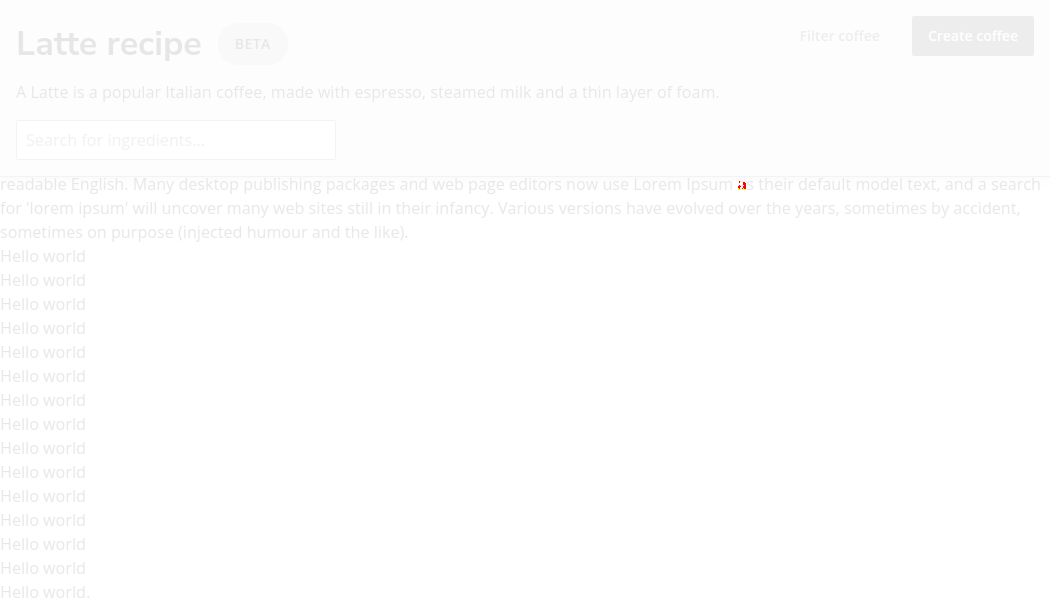 Latte recipe BETA Filter coffee Create coffee
A Latte is a popular Italian coffee, made with espresso, steamed milk and a thin layer of foam.
Search for ingredients...
readable English. Many desktop publishing packages and web page editors now use Lorem Ipsum as their default model text, and a search
for 'lorem ipsum' will uncover many web sites still in their infancy. Various versions have evolved over the years, sometimes by accident,
sometimes on purpose (injected humour and the like).
Hello world
Hello world
Hello world
Hello world
Hello world
Hello world
Hello world
Hello world
Hello world
Hello world
Hello world
Hello world
Hello world
Hello world
Hello world.